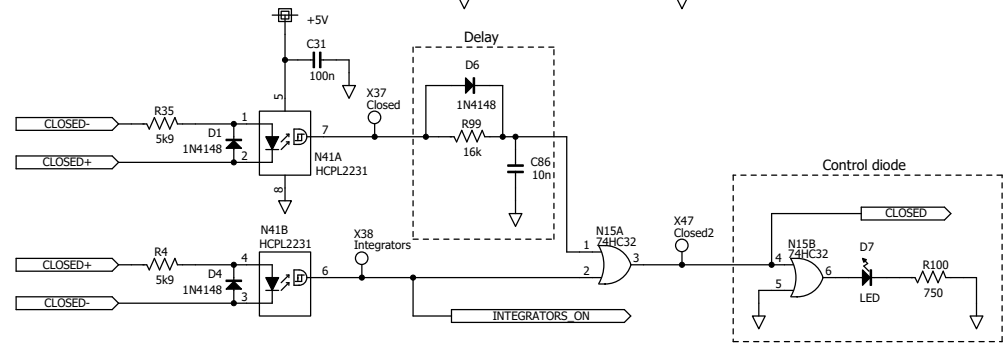 +5V
C31
100n
5
Delay
D6
1N4148
R99
16k
C86
10n
X37
Closed
CLOSED-
R35
5k9
D1
1N4148
1
2
7
CLOSED+
N41A
HCPL2231
8
Control diode
CLOSED
N41B
HCPL2231
X38
Integrators
CLOSED+
R4
5k9
D4
1N4148
4
3
6
CLOSED-
INTEGRATORS_ON
N15A
74HC32
1
2
3
X47
Closed2
N15B
74HC32
4
5
6
D7
LED
R100
750